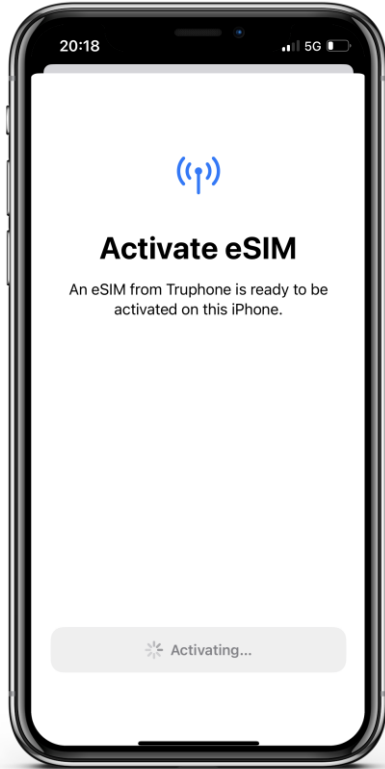 20:18
5G
Activate eSIM
An eSIM from Truphone is ready to be
activated on this iPhone.
Activating...